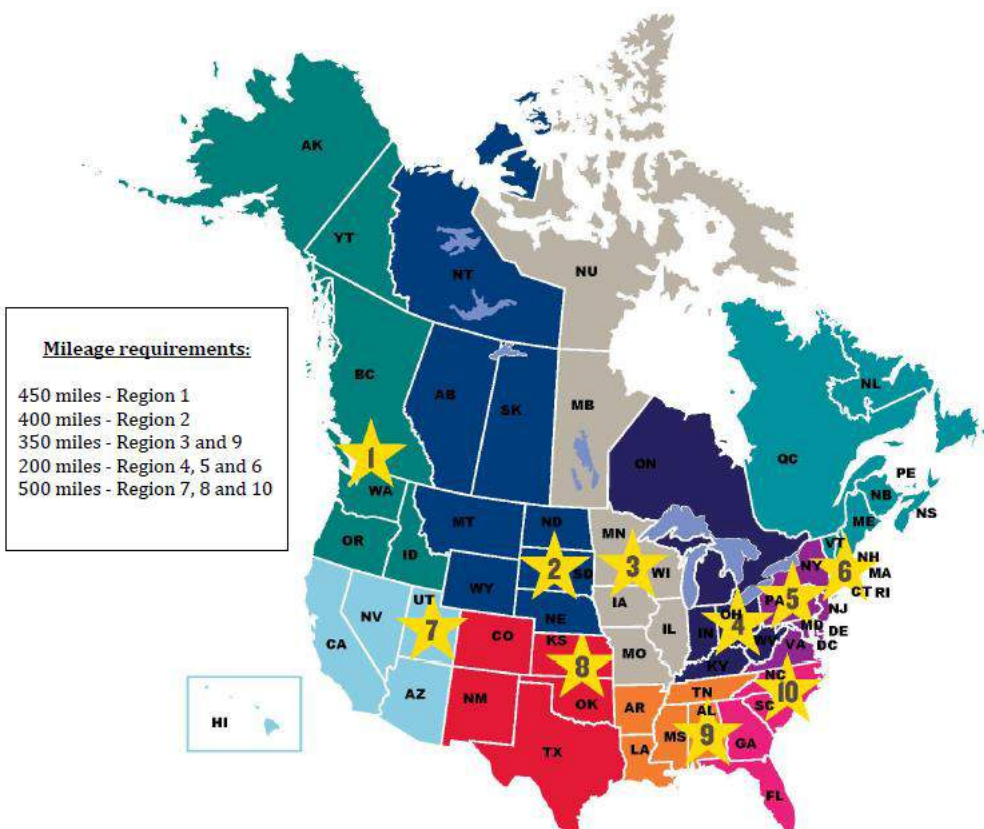 AK
YT
NT
NU
Mileage requirements:
450 miles - Region 1
400 miles - Region 2
350 miles - Region 3 and 9
200 miles - Region 4, 5 and 6
500 miles - Region 7, 8 and 10
BC
AB
SK
MB
ON
QC
NL
PE
NB
NS
ME
1
WA
OR
ID
MT
ND
2
SD
WY
NE
MN
3
WI
IA
IL
MO
VT
NH
6
MA
CT RI
NY
5
PA
NJ
MD
DE
DC
OH
4
IN
WV
VA
KY
UT
NV
7
CA
AZ
HI
CO
KS
8
NM
OK
TX
TN
AR
LA
MS
AL
9
NC
10
SC
GA
FL